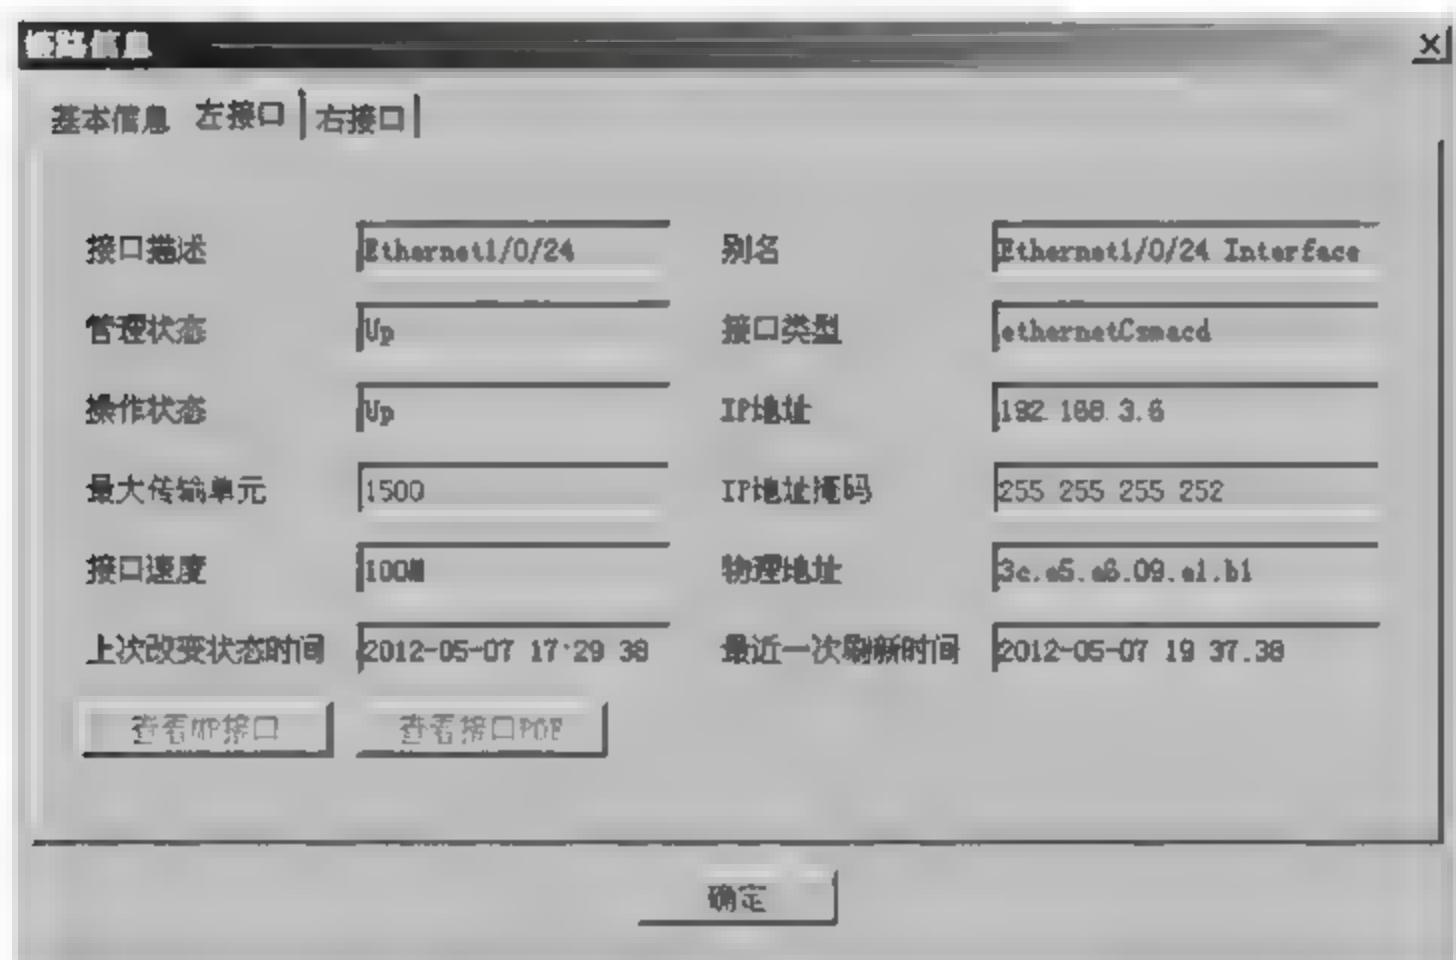 链路信息
基本信息 左接口 右接口
接口描述 Ethernet1/0/24 别名 Ethernet1/0/24 Interface
管理状态 Up 接口类型 ethernetCsmacd
操作状态 Up IP地址 192.168.3.6
最大传输单元 1500 IP地址掩码 255 255 255 252
接口速度 100M 物理地址 3c.e5.a6.09.e1.b1
上次改变状态时间 2012-05-07 17:29 38 最近一次刷新时间 2012-05-07 19 37.38
查看MP接口 查看接口POE
确定